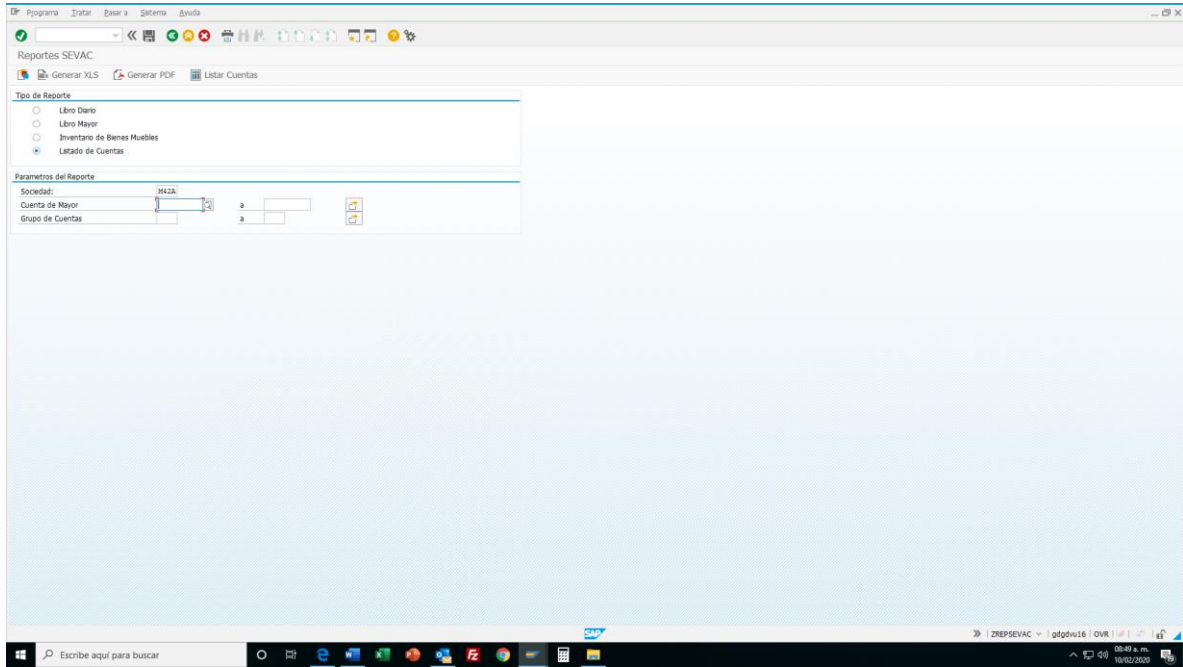 Programa Tratar Pasar a Sistema Ayuda
Reportes SEVAC
Generar XLS Generar PDF Listar Cuentas
Tipo de Reporte
Libro Diario
Libro Mayor
Inventario de Bienes Muebles
Listado de Cuentas
Parametros del Reporte
Sociedad: M42A
Cuenta de Mayor a
Grupo de Cuentas a
SAP
ZREPSEVAC gdgdvu16 OVR
Escribe aquí para buscar
08:49 a. m.
10/02/2020